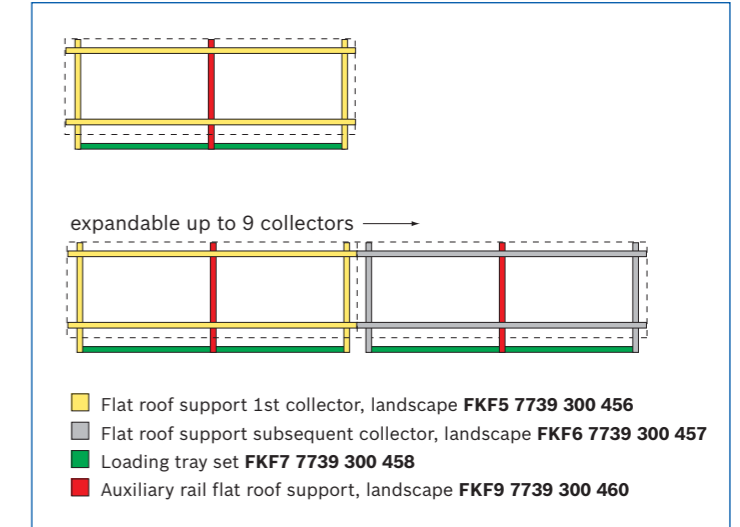 expandable up to 9 collectors
Flat roof support 1st collector, landscape FKF5 7739 300 456
Flat roof support subsequent collector, landscape FKF6 7739 300 457
Loading tray set FKF7 7739 300 458
Auxiliary rail flat roof support, landscape FKF9 7739 300 460